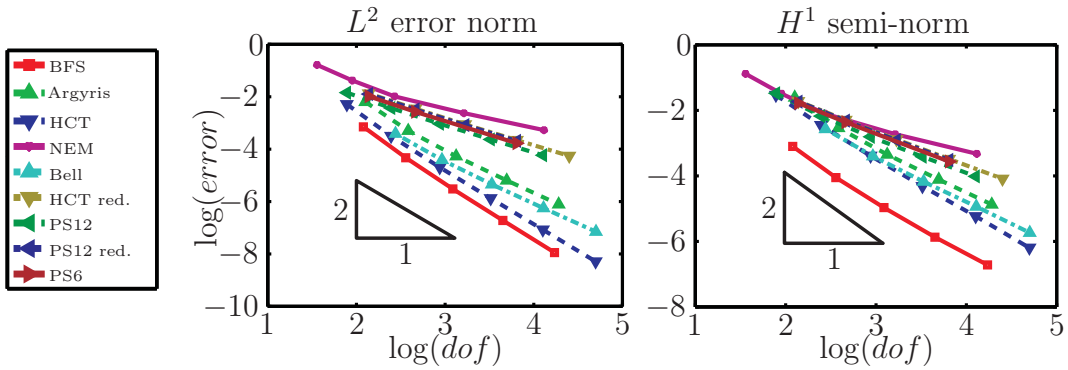 BFS
Argyris
HCT
NEM
Bell
HCT red.
PS12
PS12 red.
PS6
L² error norm
0
−2
−4
−6
−8
−10
log(error)
2
1
1 2 3 4 5
log(dof)
H¹ semi-norm
0
−2
−4
−6
−8
log(error)
2
1
1 2 3 4 5
log(dof)